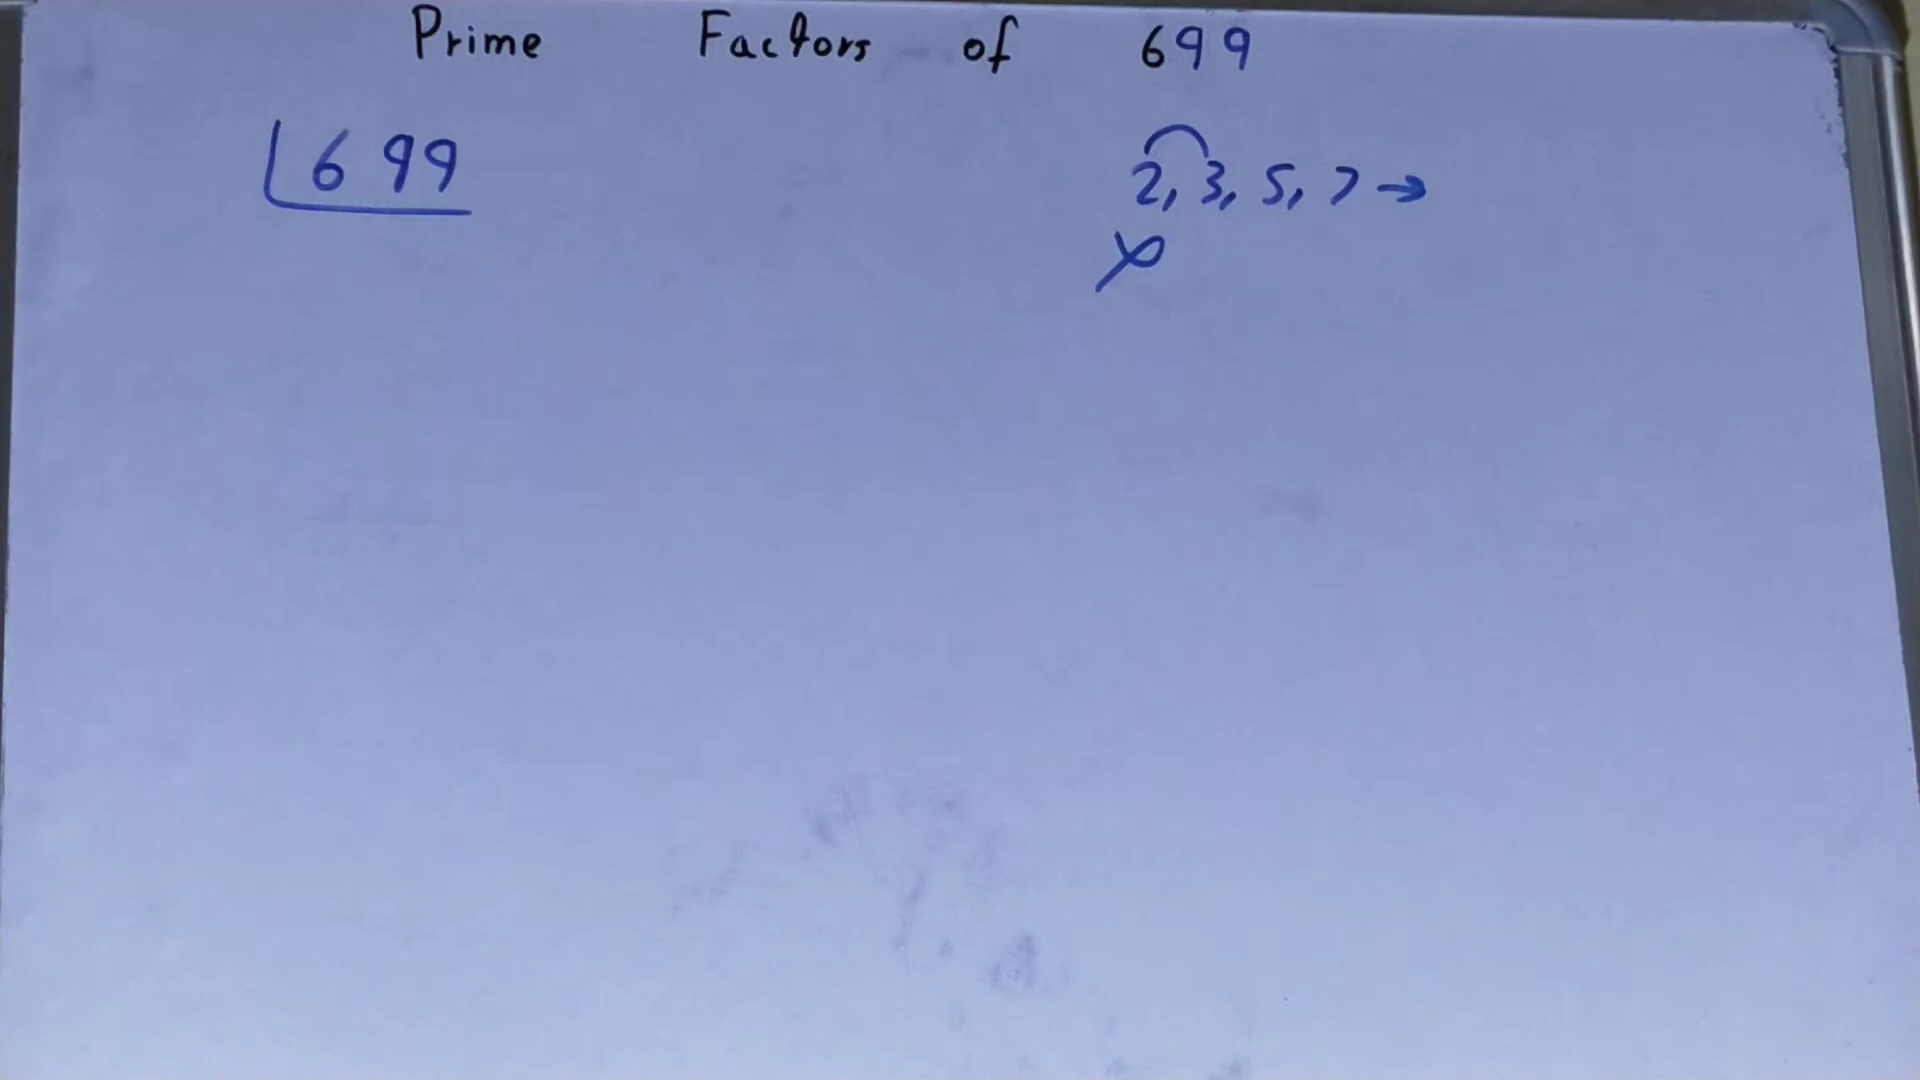 Prime Factors of 699
699
2, 3, 5, 7 →